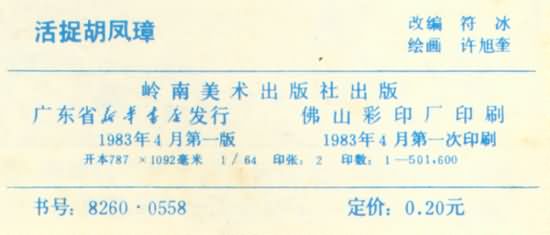 活捉胡凤璋
改编 符冰
绘画 许旭奎
岭南美术出版社出版
广东省新华书店发行 佛山彩印厂印刷
1983年4月第一版 1983年4月第一次印刷
开本787×1092毫米 1/64 印张:2 印数:1—501,600
书号:8260·0558 定价:0.20元